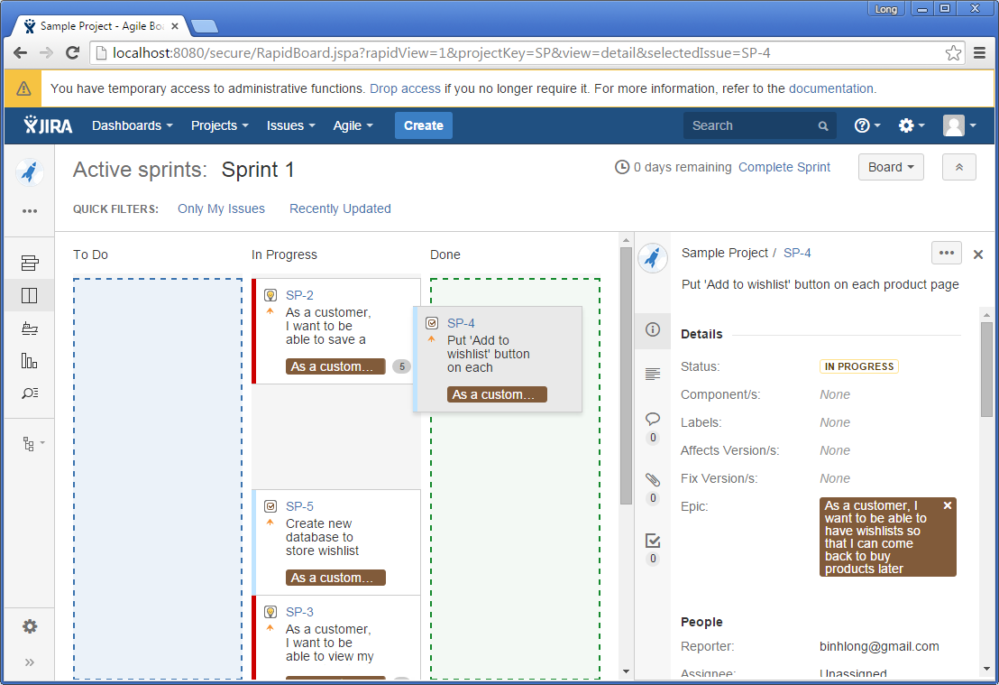 Long
Sample Project - Agile Boa
localhost:8080/secure/RapidBoard.jspa?rapidView=1&projectKey=SP&view=detail&selectedIssue=SP-4
You have temporary access to administrative functions. Drop access if you no longer require it. For more information, refer to the documentation.
JIRA Dashboards Projects Issues Agile Create Search
Active sprints: Sprint 1
0 days remaining Complete Sprint Board
QUICK FILTERS: Only My Issues Recently Updated
To Do In Progress Done
SP-2
As a customer,
I want to be
able to save a
As a custom… 5
SP-4
Put 'Add to
wishlist' button
on each
As a custom…
SP-5
Create new
database to
store wishlist
As a custom…
SP-3
As a customer,
I want to be
able to view my
Sample Project / SP-4
Put 'Add to wishlist' button on each product page
Details
Status: IN PROGRESS
Component/s: None
Labels: None
Affects Version/s: None
Fix Version/s: None
Epic: As a customer, I
want to be able to
have wishlists so
that I can come
back to buy
products later
0
0
0
People
Reporter: binhlong@gmail.com
Assignee: Unassigned